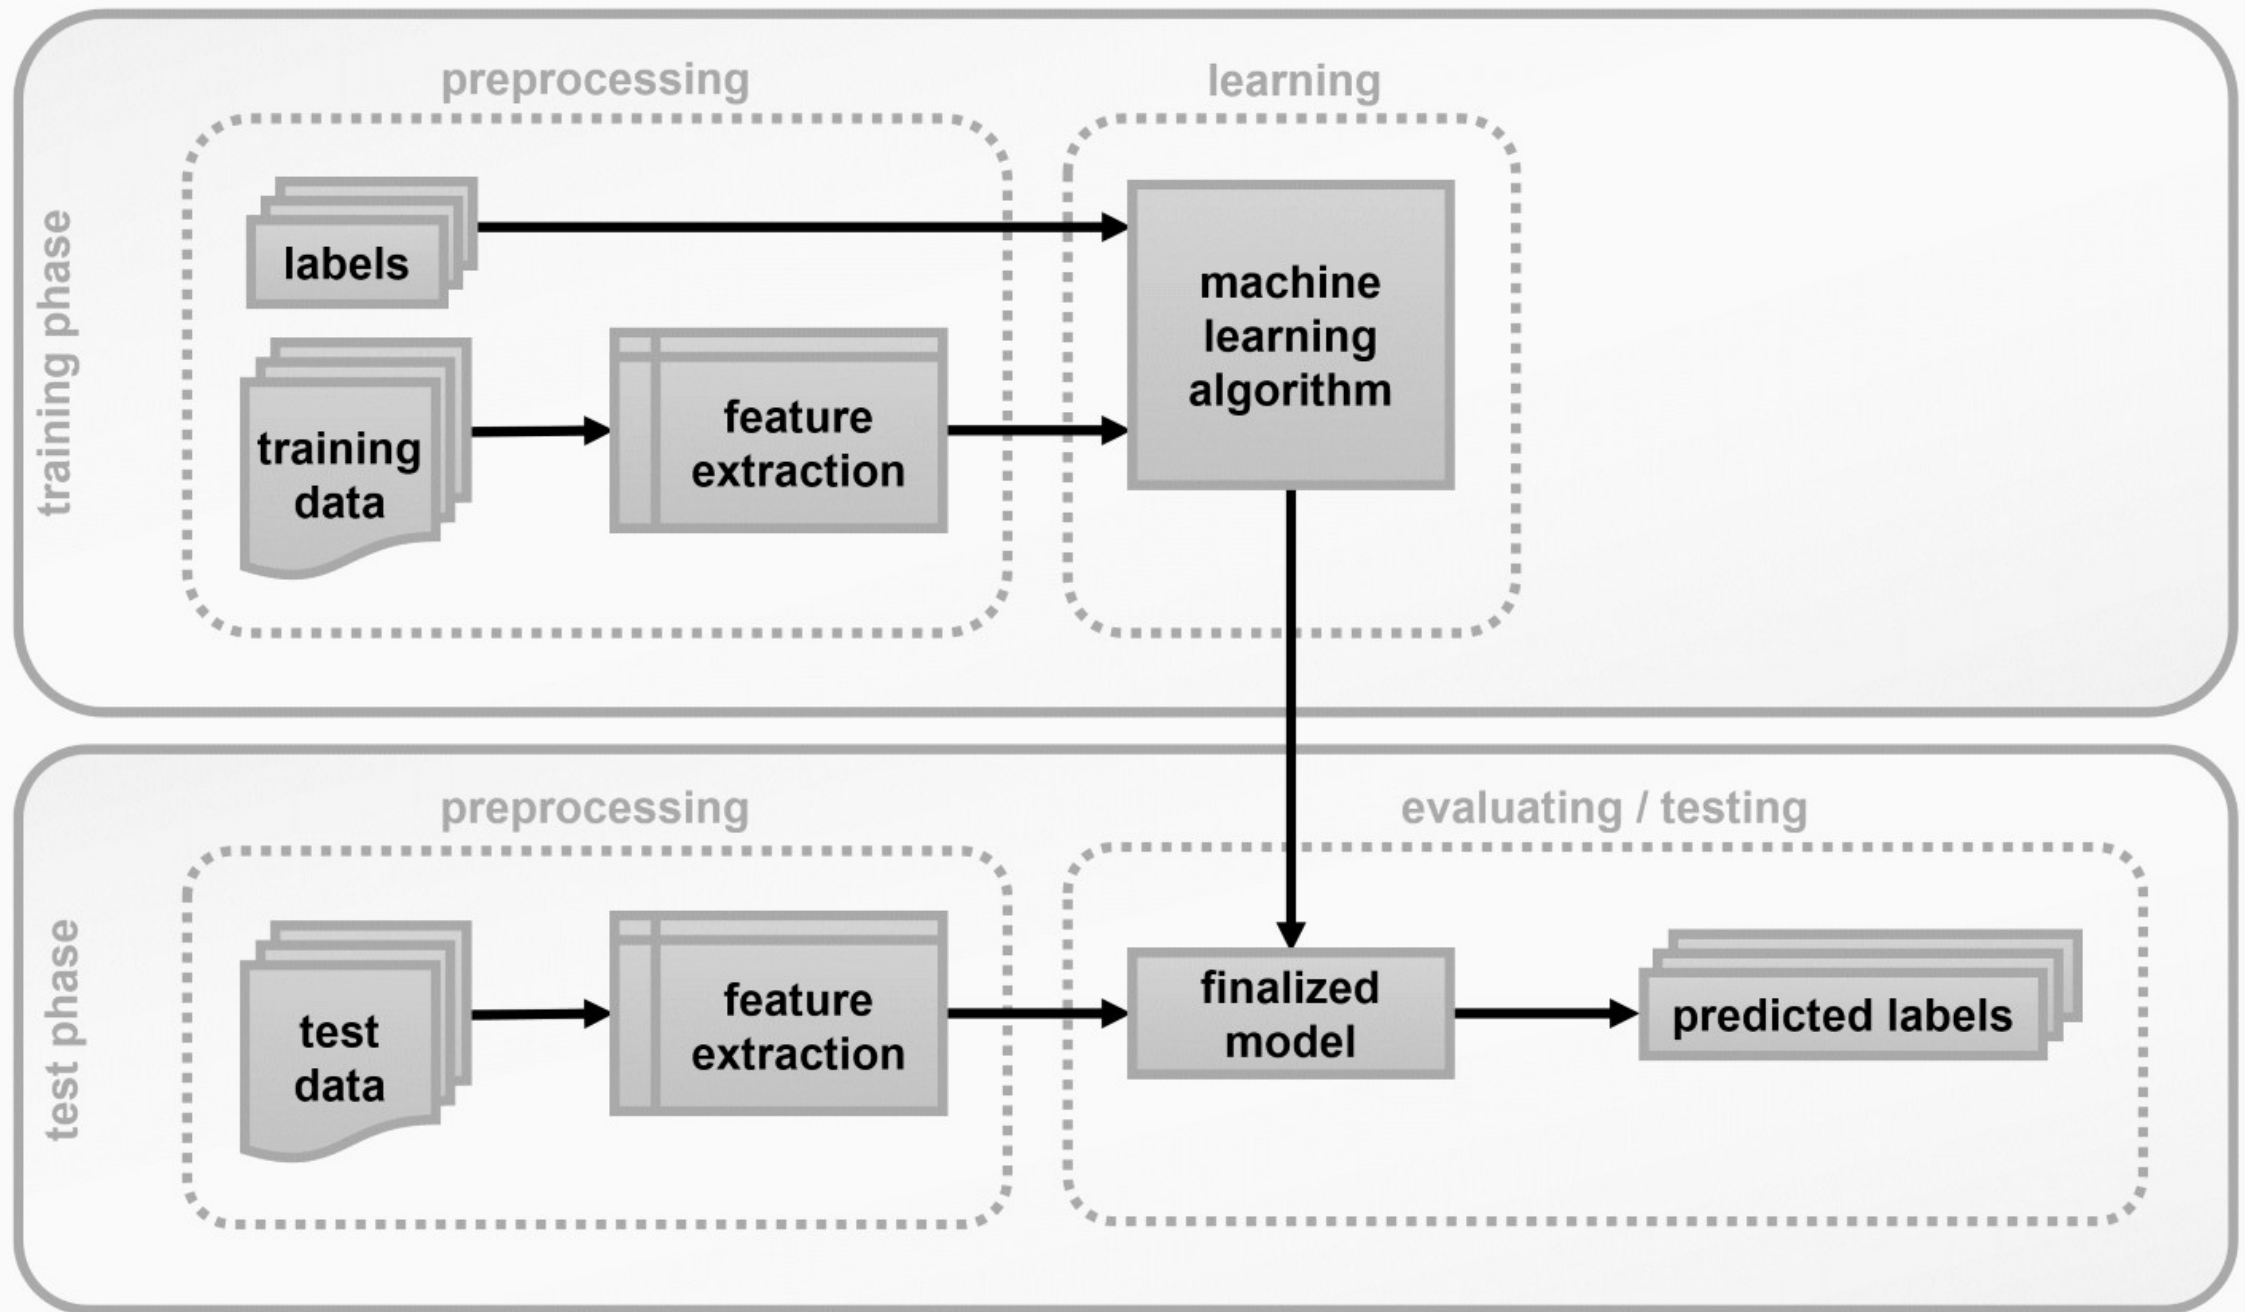 preprocessing
learning
training phase
labels
training
data
feature
extraction
machine
learning
algorithm
preprocessing
evaluating / testing
test phase
test
data
feature
extraction
finalized
model
predicted labels